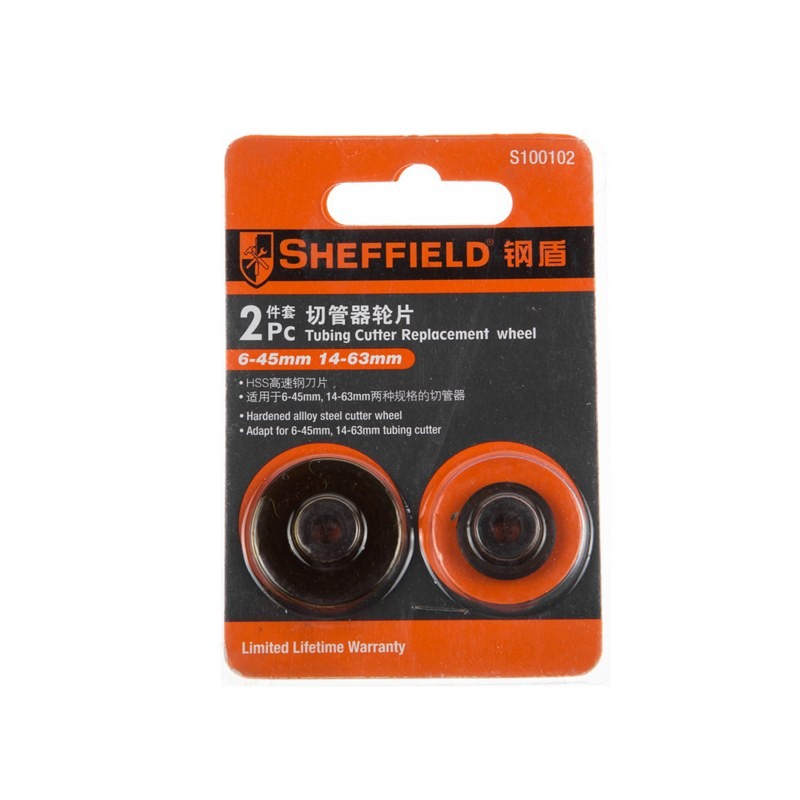 S100102
SHEFFIELD® 钢盾
2件套 Pc 切管器轮片
Tubing Cutter Replacement wheel
6-45mm 14-63mm
• HSS高速钢刀片
• 适用于6-45mm, 14-63mm两种规格的切管器
• Hardened allloy steel cutter wheel
• Adapt for 6-45mm, 14-63mm tubing cutter
Limited Lifetime Warranty